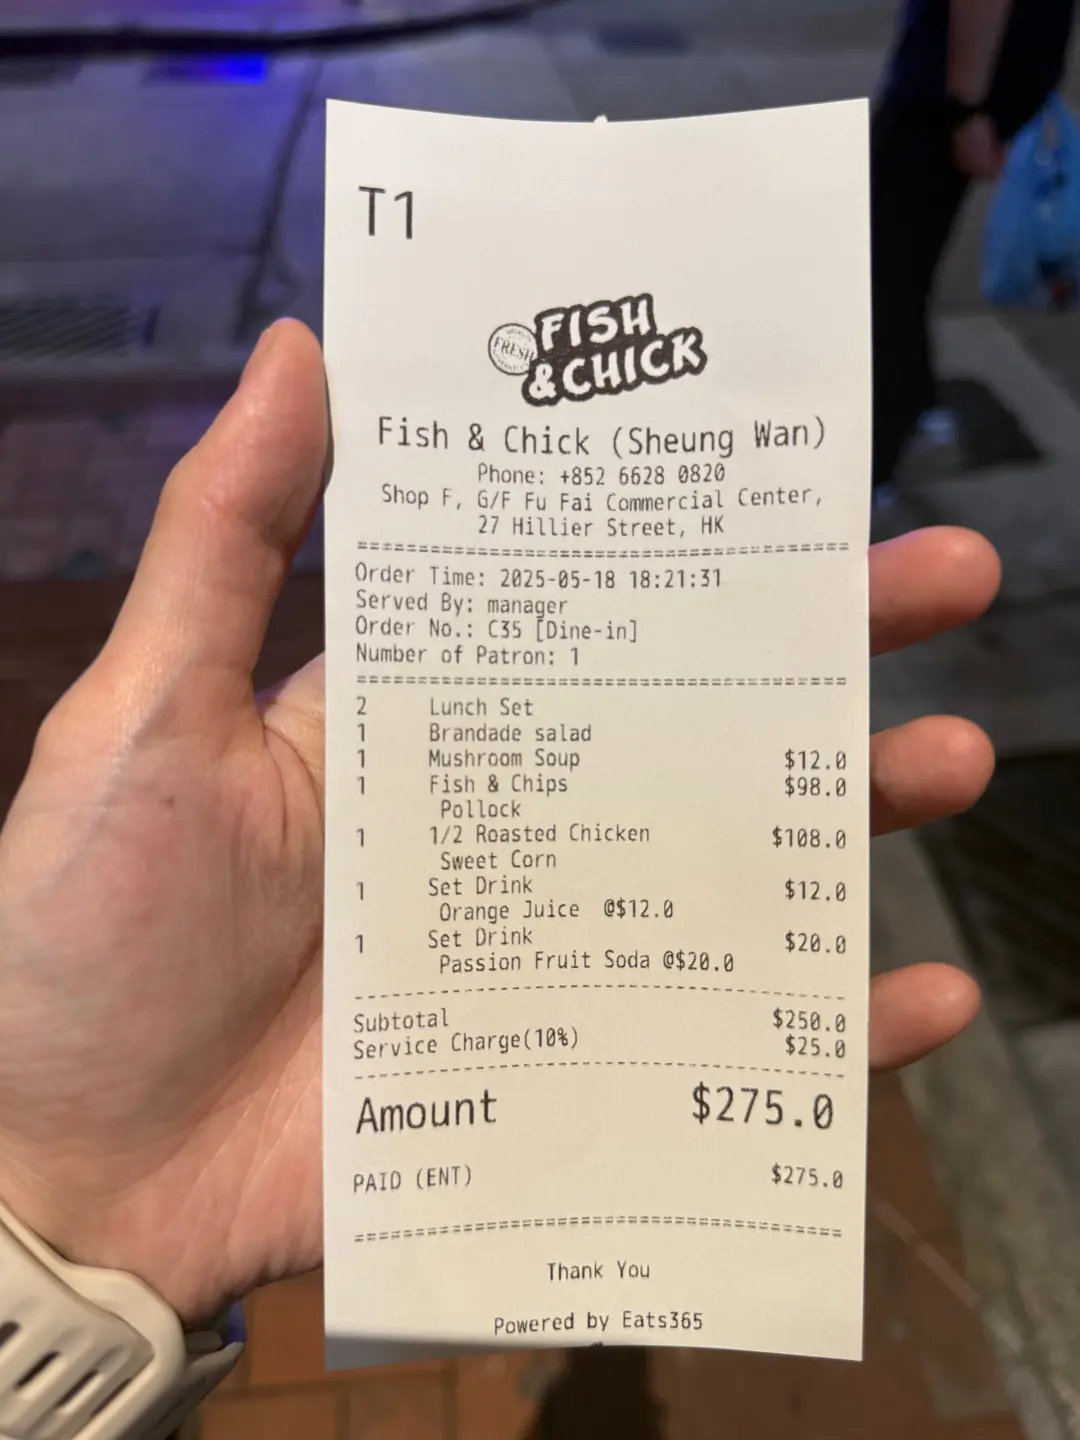 T1
FRESH
FISH
&CHICK
Fish & Chick (Sheung Wan)
Phone: +852 6628 0820
Shop F, G/F Fu Fai Commercial Center,
27 Hillier Street, HK
==========================================
Order Time: 2025-05-18 18:21:31
Served By: manager
Order No.: C35 [Dine-in]
Number of Patron: 1
==========================================
2 Lunch Set
1 Brandade salad
1 Mushroom Soup $12.0
1 Fish & Chips $98.0
Pollock
1 1/2 Roasted Chicken $108.0
Sweet Corn
1 Set Drink $12.0
Orange Juice @$12.0
1 Set Drink $20.0
Passion Fruit Soda @$20.0
------------------------------------------
Subtotal $250.0
Service Charge(10%) $25.0
------------------------------------------
Amount $275.0
PAID (ENT) $275.0
==========================================
Thank You
Powered by Eats365